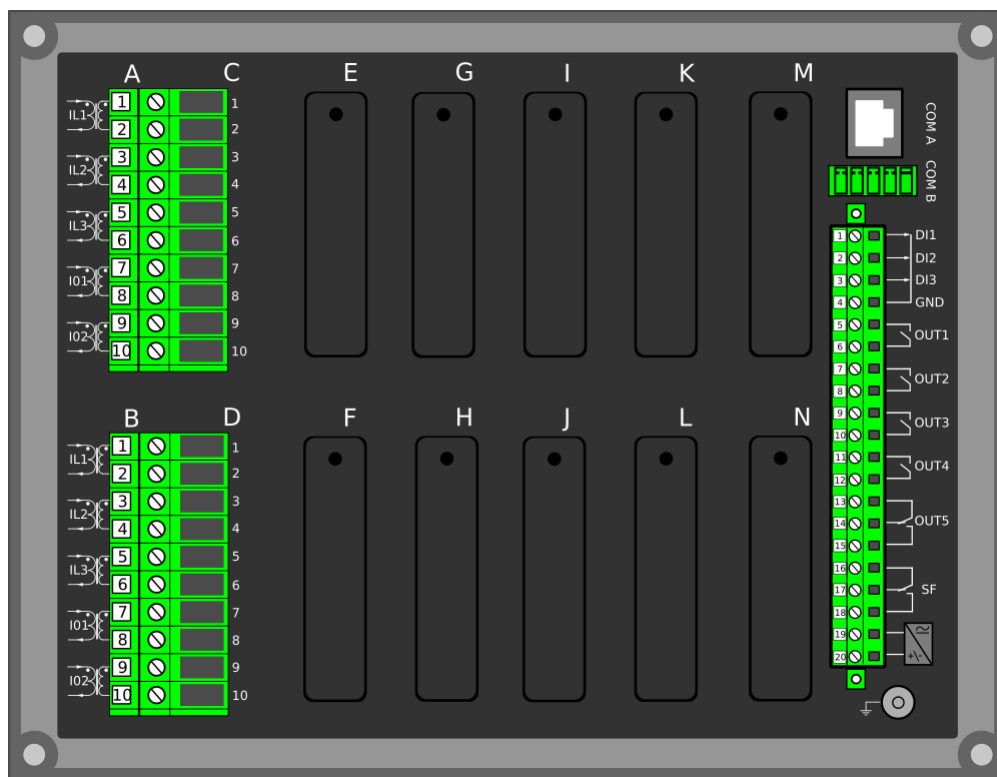 A C E G I K M
IL1 1 1
2 2
IL2 3 3
4 4
IL3 5 5
6 6
I01 7 7
8 8
I02 9 9
10 10
COM A
COM B
1 DI1
2 DI2
3 DI3
4 GND
5 OUT1
6
7 OUT2
8
9 OUT3
10
11 OUT4
12
13
14 OUT5
15
16
17 SF
18
19
20 +/-
B D F H J L N
IL1 1 1
2 2
IL2 3 3
4 4
IL3 5 5
6 6
I01 7 7
8 8
I02 9 9
10 10